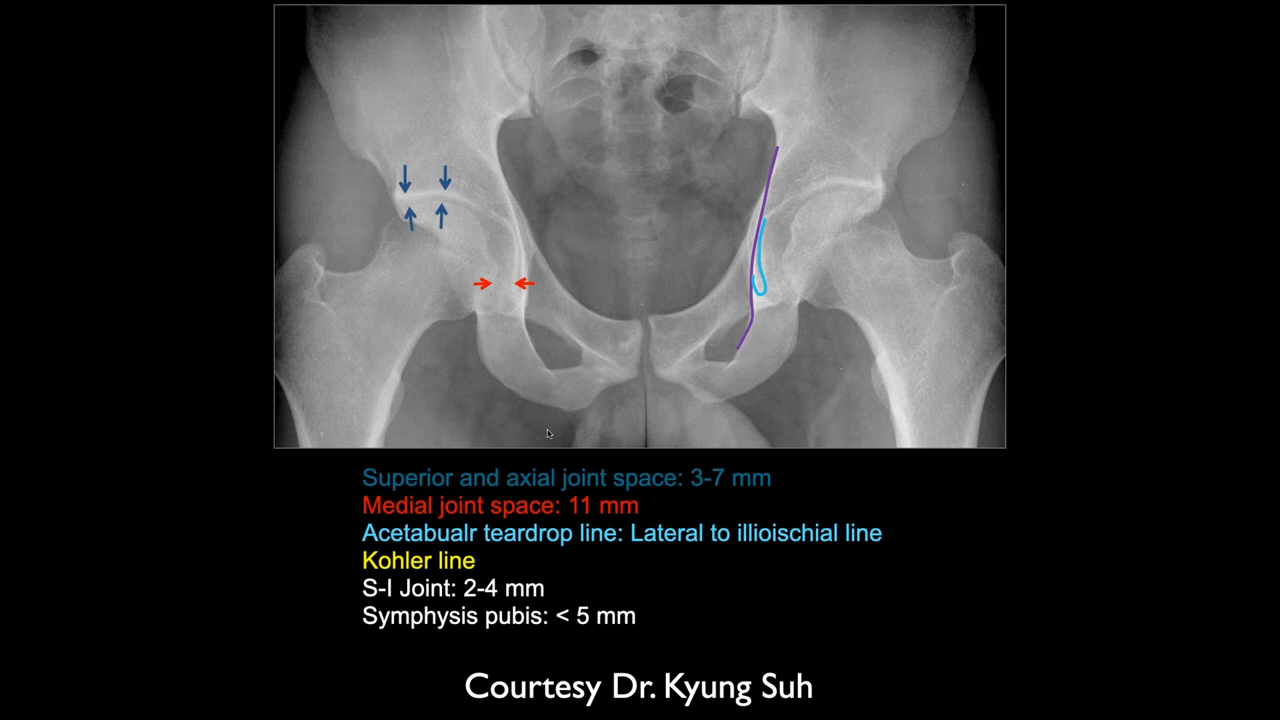 Superior and axial joint space: 3-7 mm
Medial joint space: 11 mm
Acetabualr teardrop line: Lateral to illioischial line
Kohler line
S-I Joint: 2-4 mm
Symphysis pubis: < 5 mm
Courtesy Dr. Kyung Suh